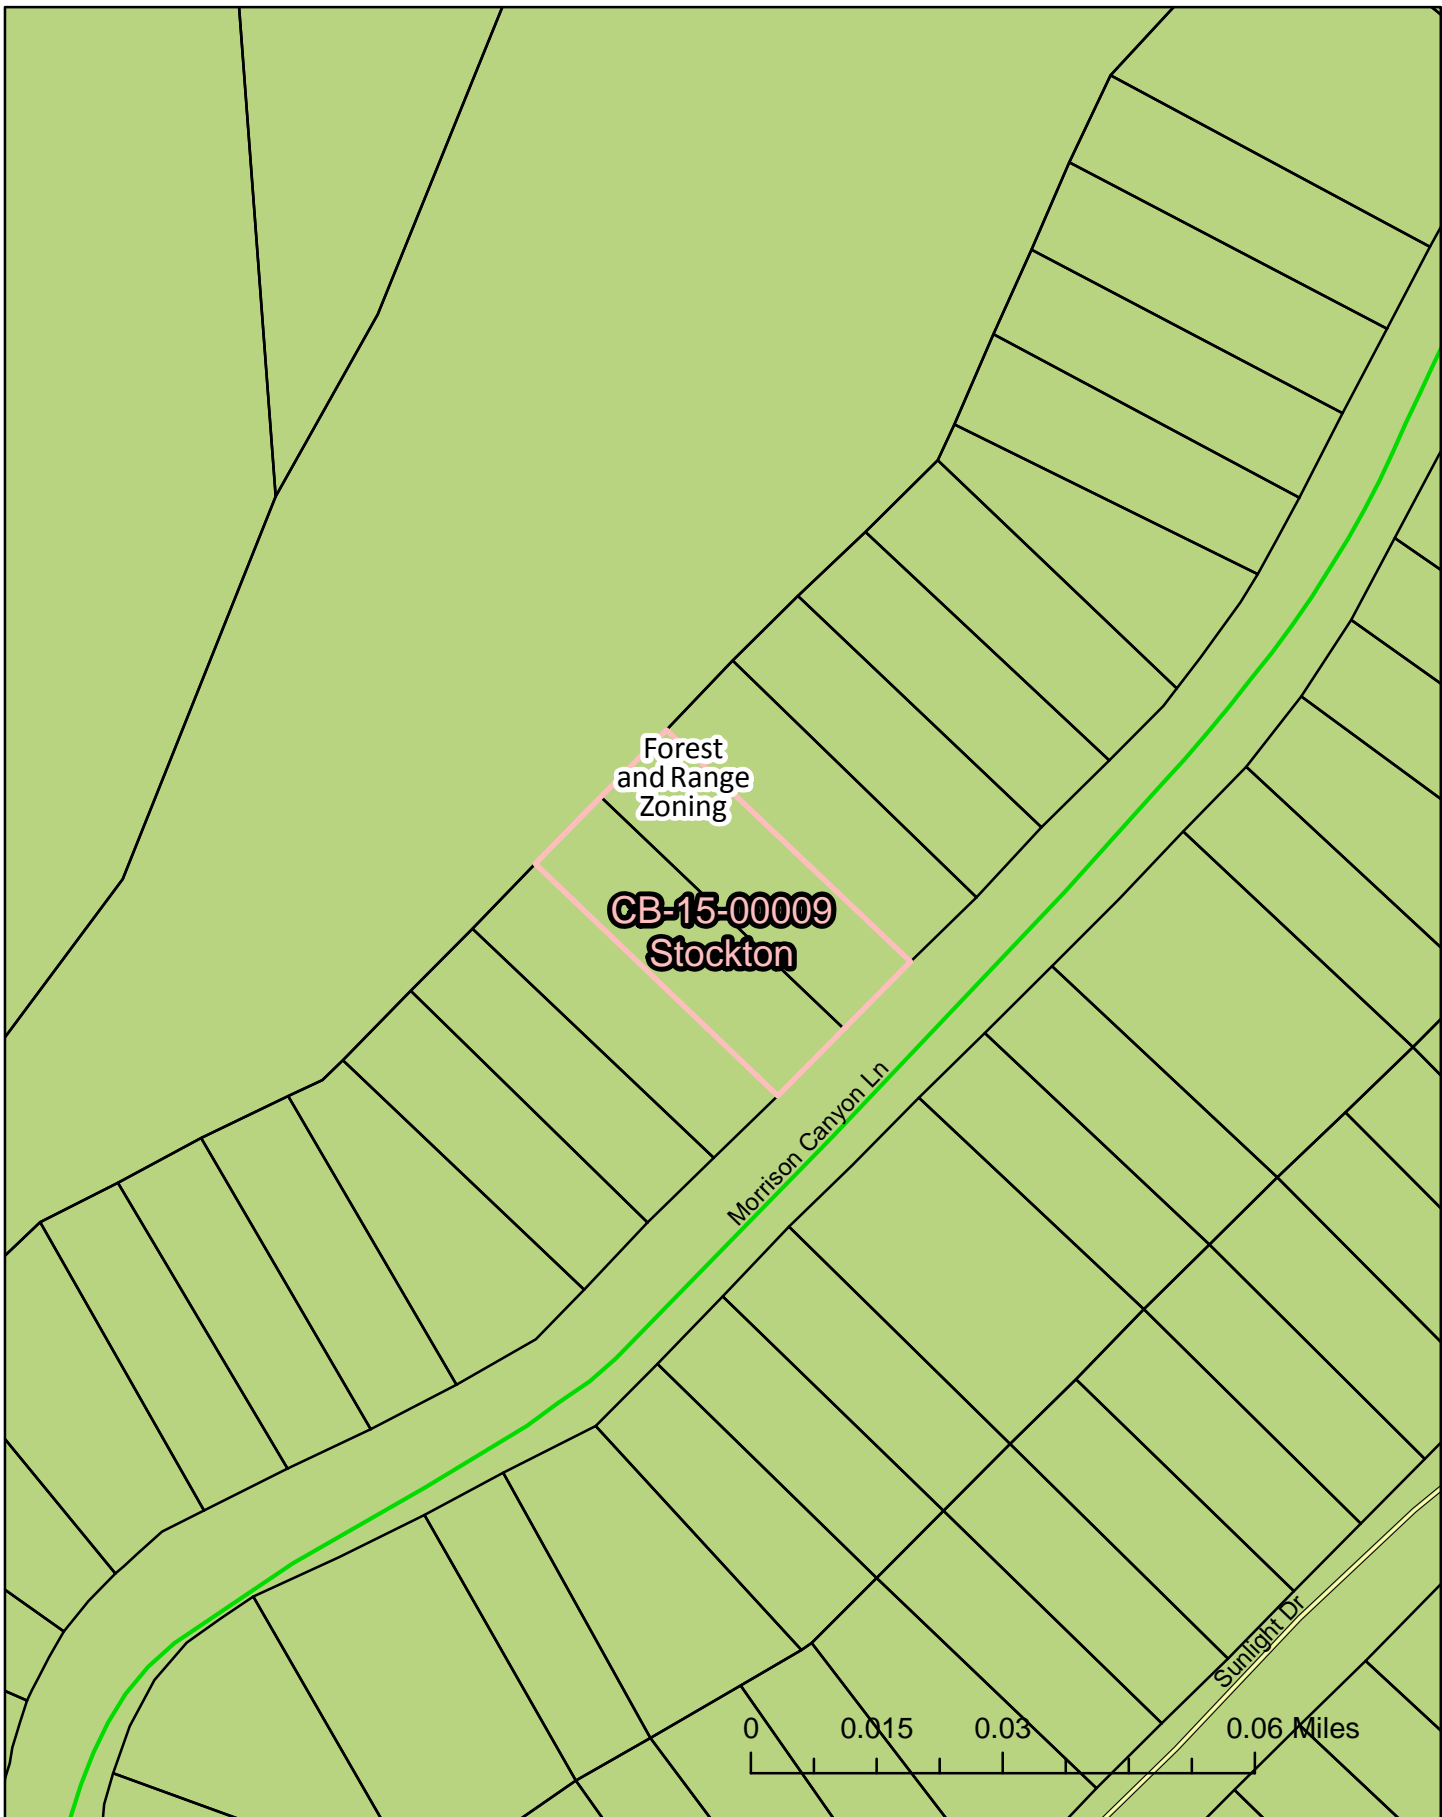 Forest
and Range
Zoning
CB-15-00009
Stockton
Morrison Canyon Ln
Sunlight Dr
0 0.015 0.03 0.06 Miles